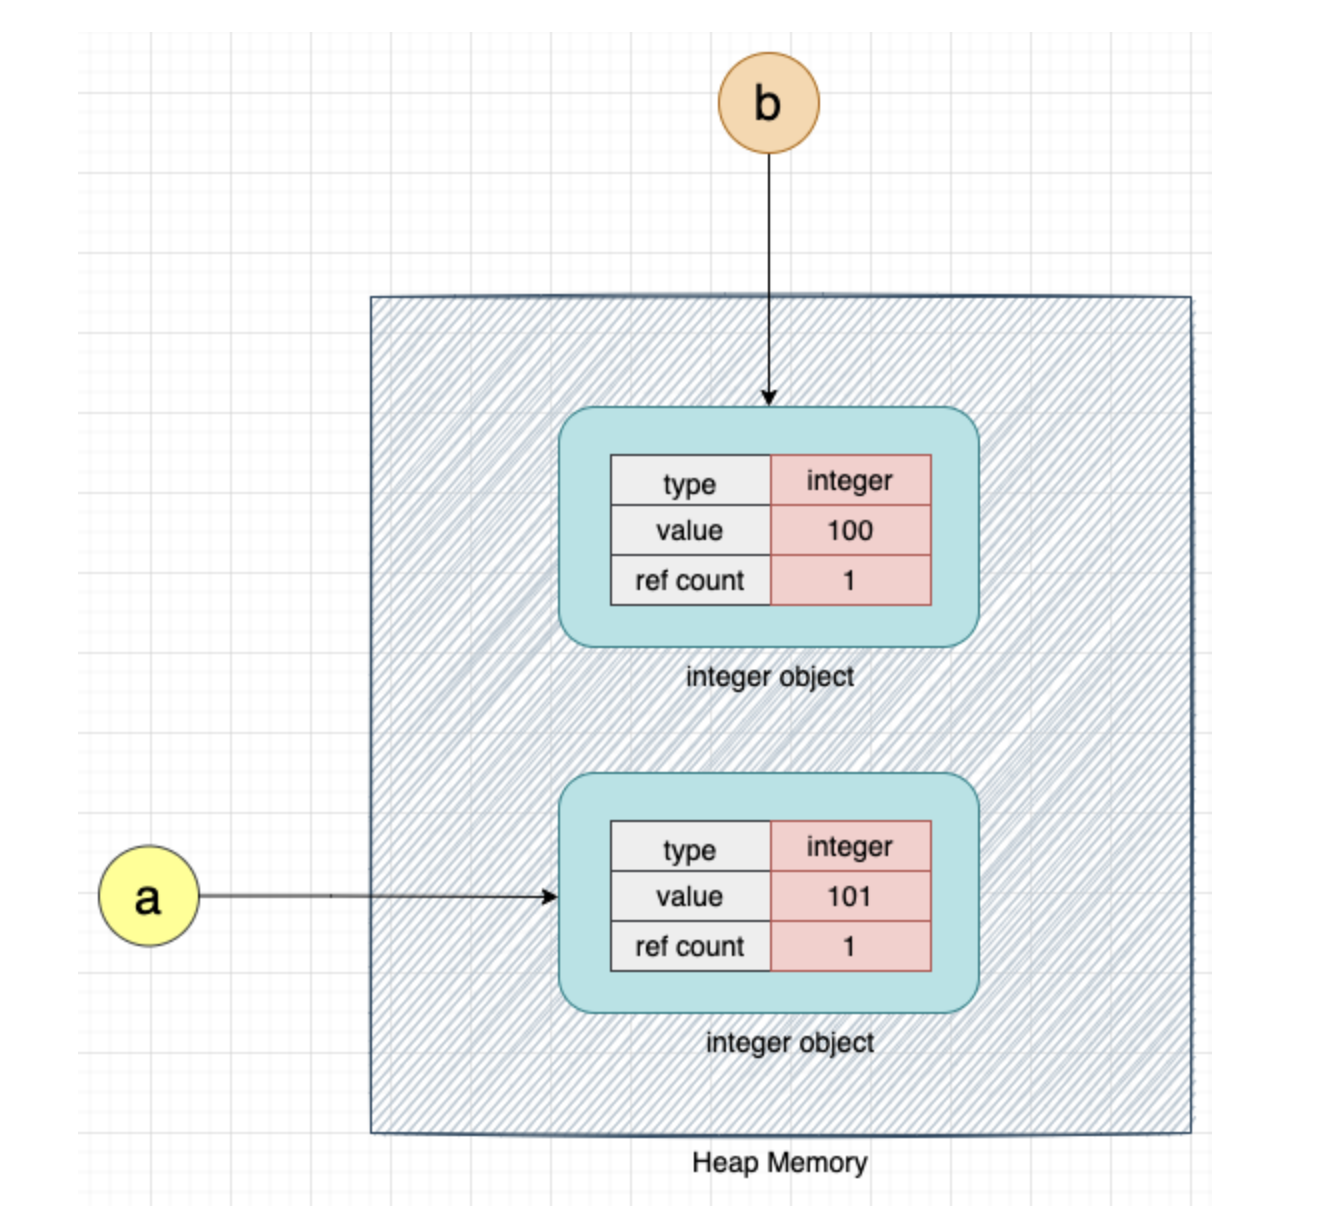 b
type integer
value 100
ref count 1
integer object
a
type integer
value 101
ref count 1
integer object
Heap Memory